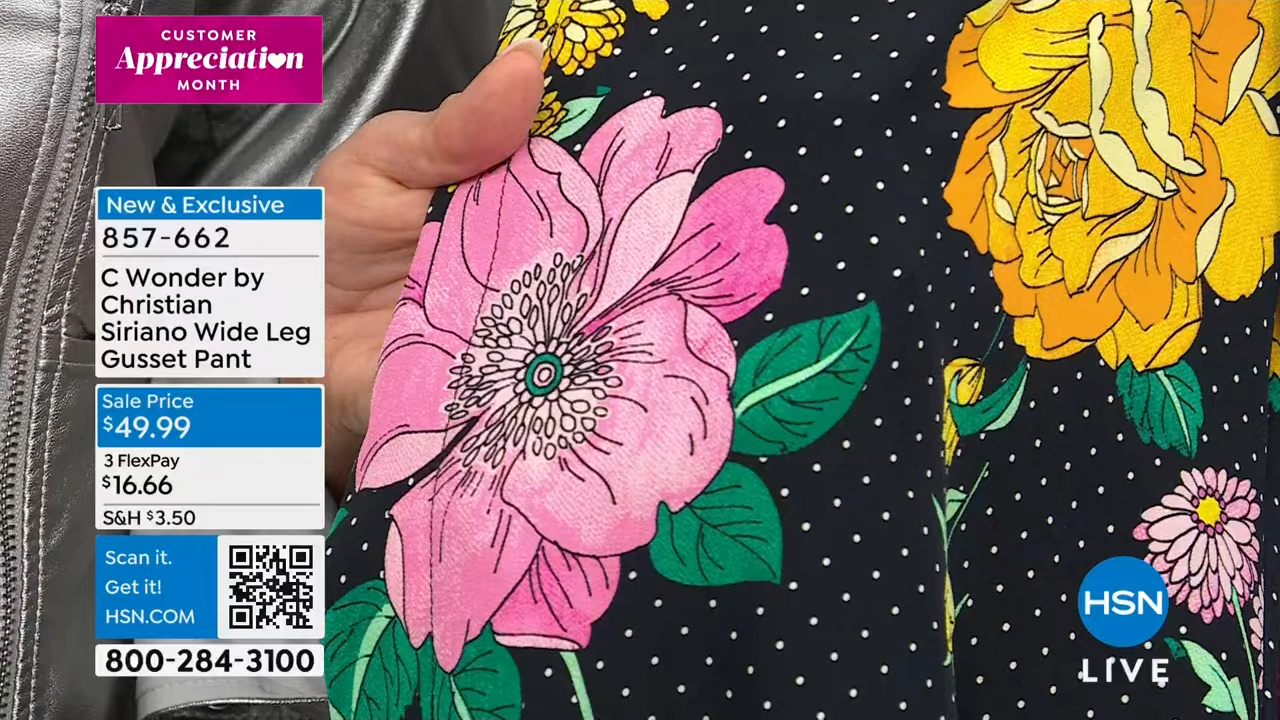 CUSTOMER
Appreciation
MONTH
New & Exclusive
857-662
C Wonder by
Christian
Siriano Wide Leg
Gusset Pant
Sale Price
$49.99
3 FlexPay
$16.66
S&H $3.50
Scan it.
Get it!
HSN.COM
800-284-3100
HSN
LIVE